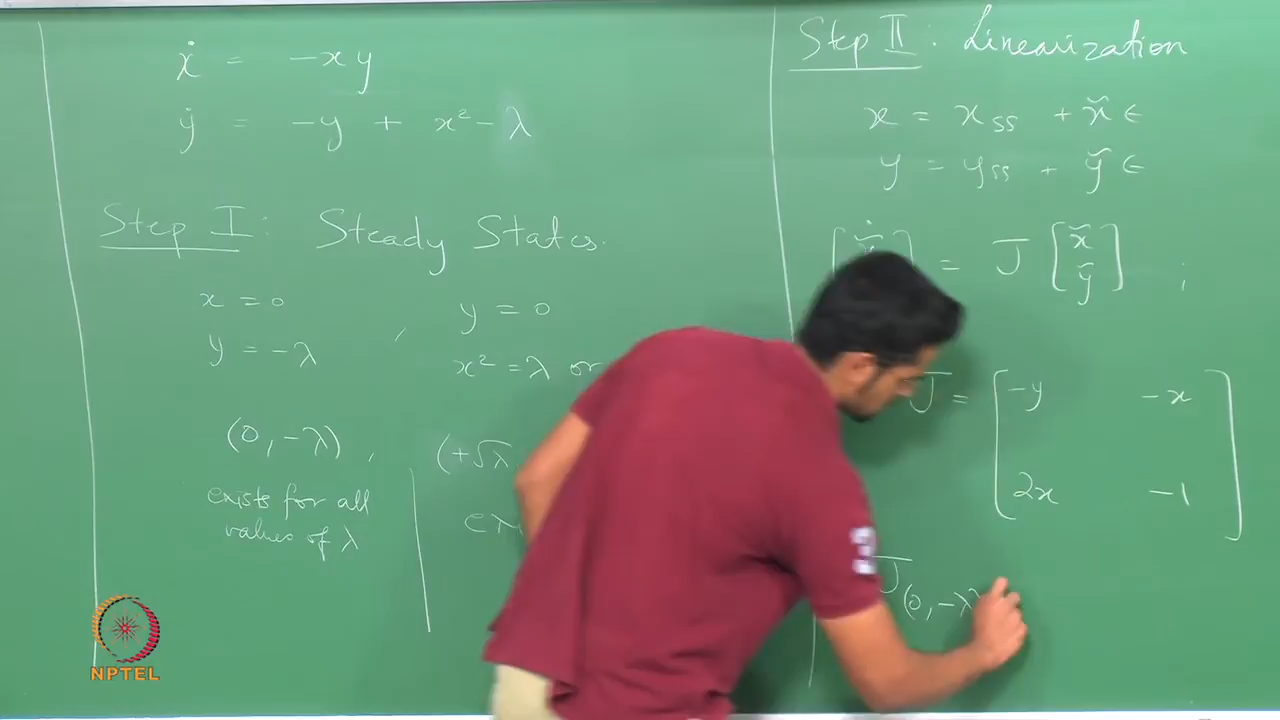 ẋ = -xy
ẏ = -y + x² - λ
Step I: Steady States.
x = 0
y = -λ ,
y = 0
x² = λ or
(0, -λ) ,
exists for all
values of λ
(+√λ,
Step II: Linearization
x = x_ss + x̃ ∈
y = y_ss + ỹ ∈
= J [x̃ ỹ] ;
J = [-y -x
2x -1]
J(0, -λ)
NPTEL